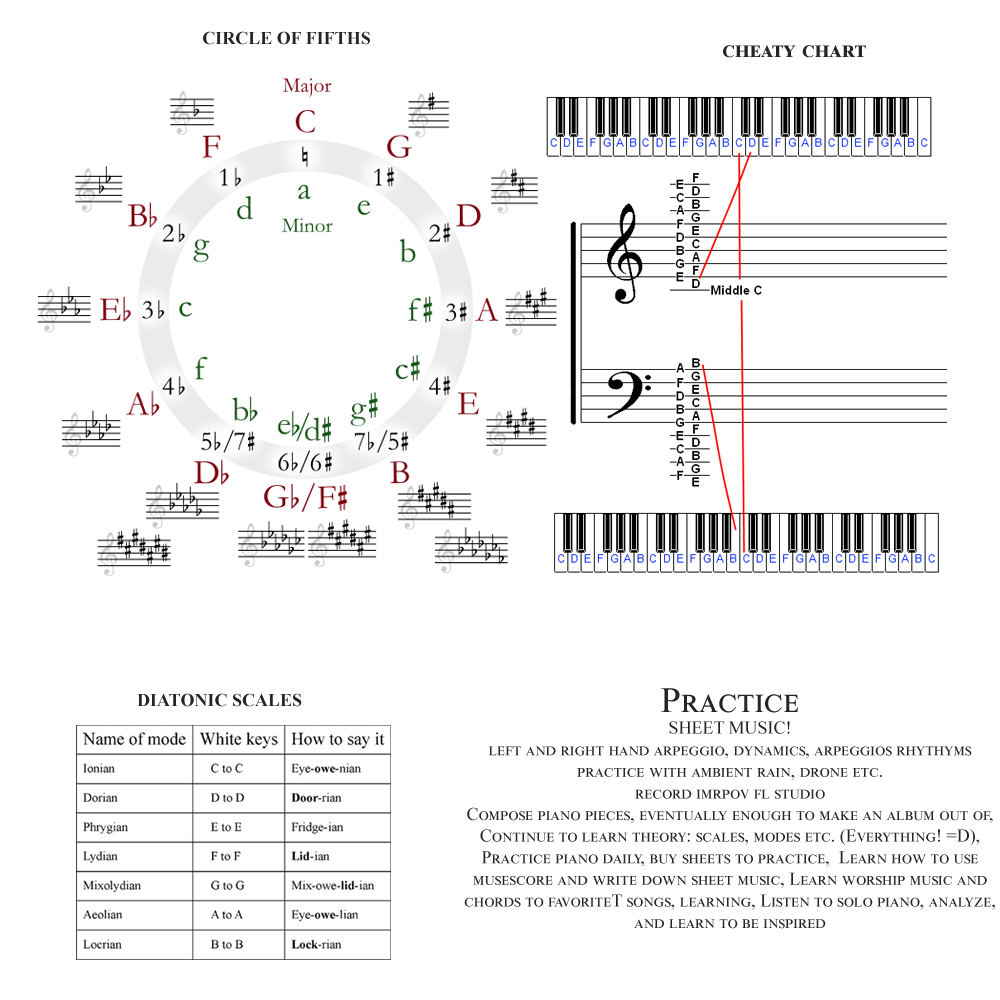 CIRCLE OF FIFTHS
Major
C
F
G
♮
1♭
1♯
a
d
e
Minor
B♭
D
2♭
2♯
g
b
E♭
3♭
c
f♯
3♯
A
f
c♯
A♭
4♭
4♯
E
b♭
e♭/d♯
g♯
5♭/7♯
6♭/6♯
7♭/5♯
D♭
G♭/F♯
B
CHEATY CHART
C D E F G A B C D E F G A B C D E F G A B C D E F G A B C
F
E
D
C
B
A
G
F
E
D
C
B
A
G
F
E
D
Middle C
B
A
G
F
E
D
C
B
A
G
F
E
D
C
B
A
G
F
E
C D E F G A B C D E F G A B C D E F G A B C D E F G A B C
DIATONIC SCALES
Name of mode White keys How to say it
Ionian C to C Eye-owe-nian
Dorian D to D Door-rian
Phrygian E to E Fridge-ian
Lydian F to F Lid-ian
Mixolydian G to G Mix-owe-lid-ian
Aeolian A to A Eye-owe-lian
Locrian B to B Lock-rian
Practice
SHEET MUSIC!
left and right hand arpeggio, dynamics, arpeggios rhythyms
practice with ambient rain, drone etc.
record imrpov fl studio
Compose piano pieces, eventually enough to make an album out of,
Continue to learn theory: scales, modes etc. (Everything! =D),
Practice piano daily, buy sheets to practice, Learn how to use
musescore and write down sheet music, Learn worship music and
chords to favoriteT songs, learning, Listen to solo piano, analyze,
and learn to be inspired